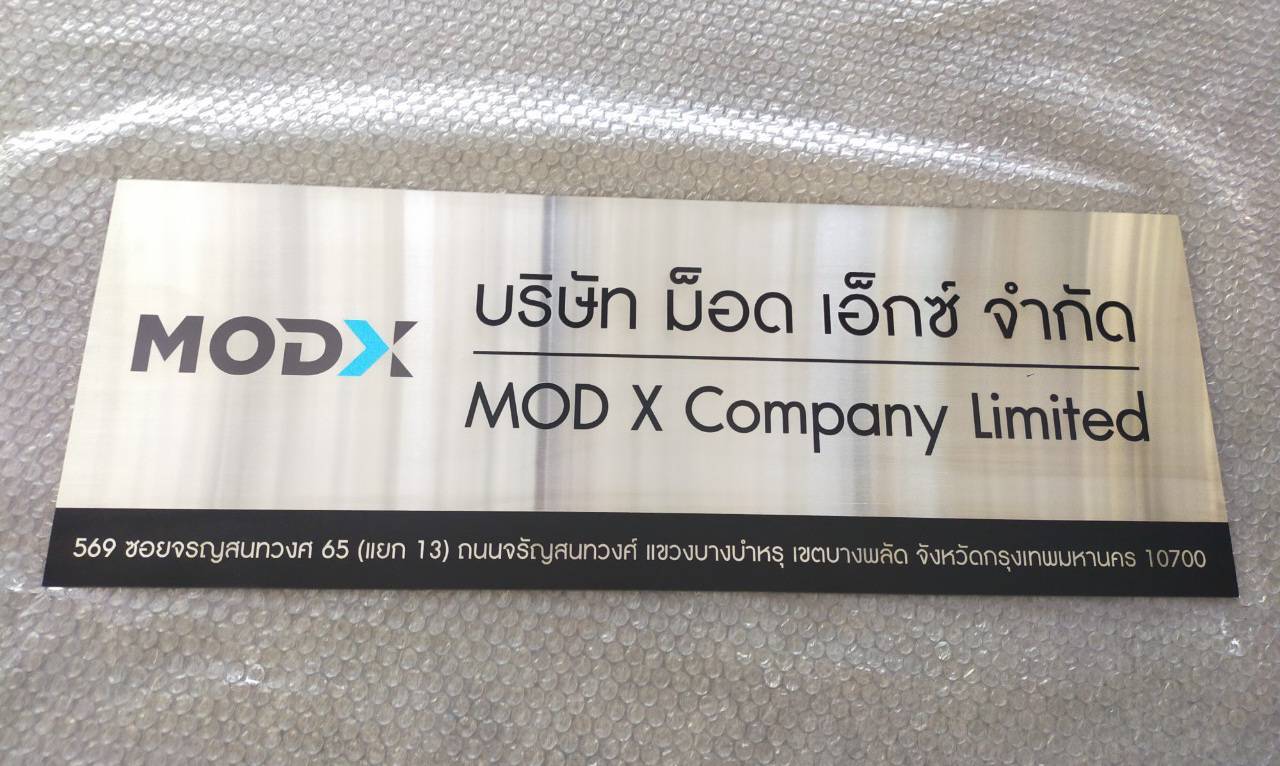 MODX
บริษัท ม็อด เอ็กซ์ จำกัด
MOD X Company Limited
569 ซอยจรญสนทวงศ 65 (แยก 13) ถนนจรัญสนทวงศ์ แขวงบางบำหรุ เขตบางพลัด จังหวัดกรุงเทพมหานคร 10700